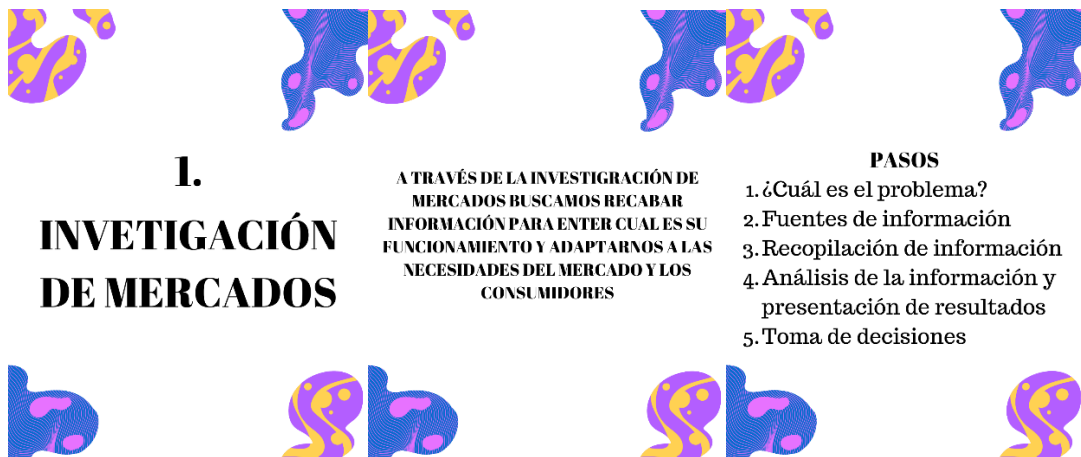 1.
INVETIGACIÓN
DE MERCADOS
A TRAVÉS DE LA INVESTIGRACIÓN DE
MERCADOS BUSCAMOS RECABAR
INFORMACIÓN PARA ENTER CUAL ES SU
FUNCIONAMIENTO Y ADAPTARNOS A LAS
NECESIDADES DEL MERCADO Y LOS
CONSUMIDORES
PASOS
1. ¿Cuál es el problema?
2. Fuentes de información
3. Recopilación de información
4. Análisis de la información y
presentación de resultados
5. Toma de decisiones